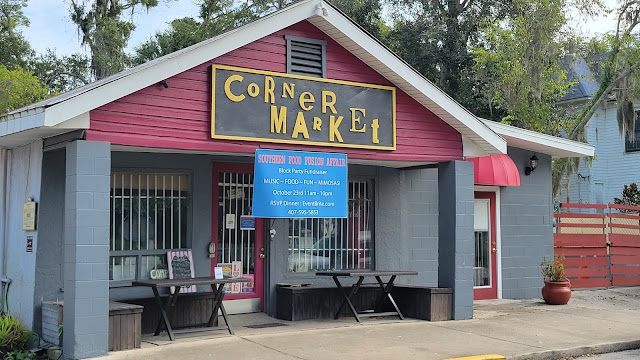 CORNER
MARKEt
SOUTHERN FOOD FUSION AFFAIR
Block Party Fundraiser
MUSIC ~ FOOD ~ FUN ~ MIMOSAS!
October 23rd 11am - 10pm
RSVP Dinner: EventBrite.com
407-595-5853